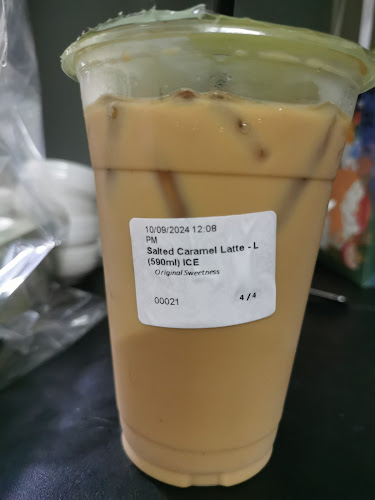 10/09/2024 12:08
PM
Salted Caramel Latte - L
(590ml) ICE
Original Sweetness
00021 4 / 4